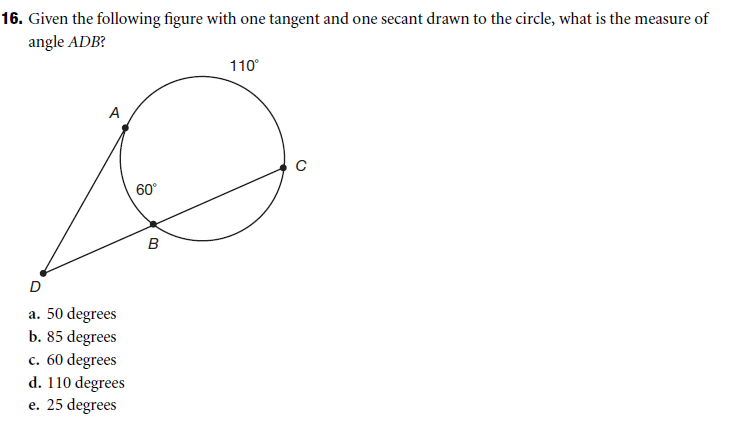 16. Given the following figure with one tangent and one secant drawn to the circle, what is the measure of
angle ADB?
110°
A
C
60°
B
D
a. 50 degrees
b. 85 degrees
c. 60 degrees
d. 110 degrees
e. 25 degrees